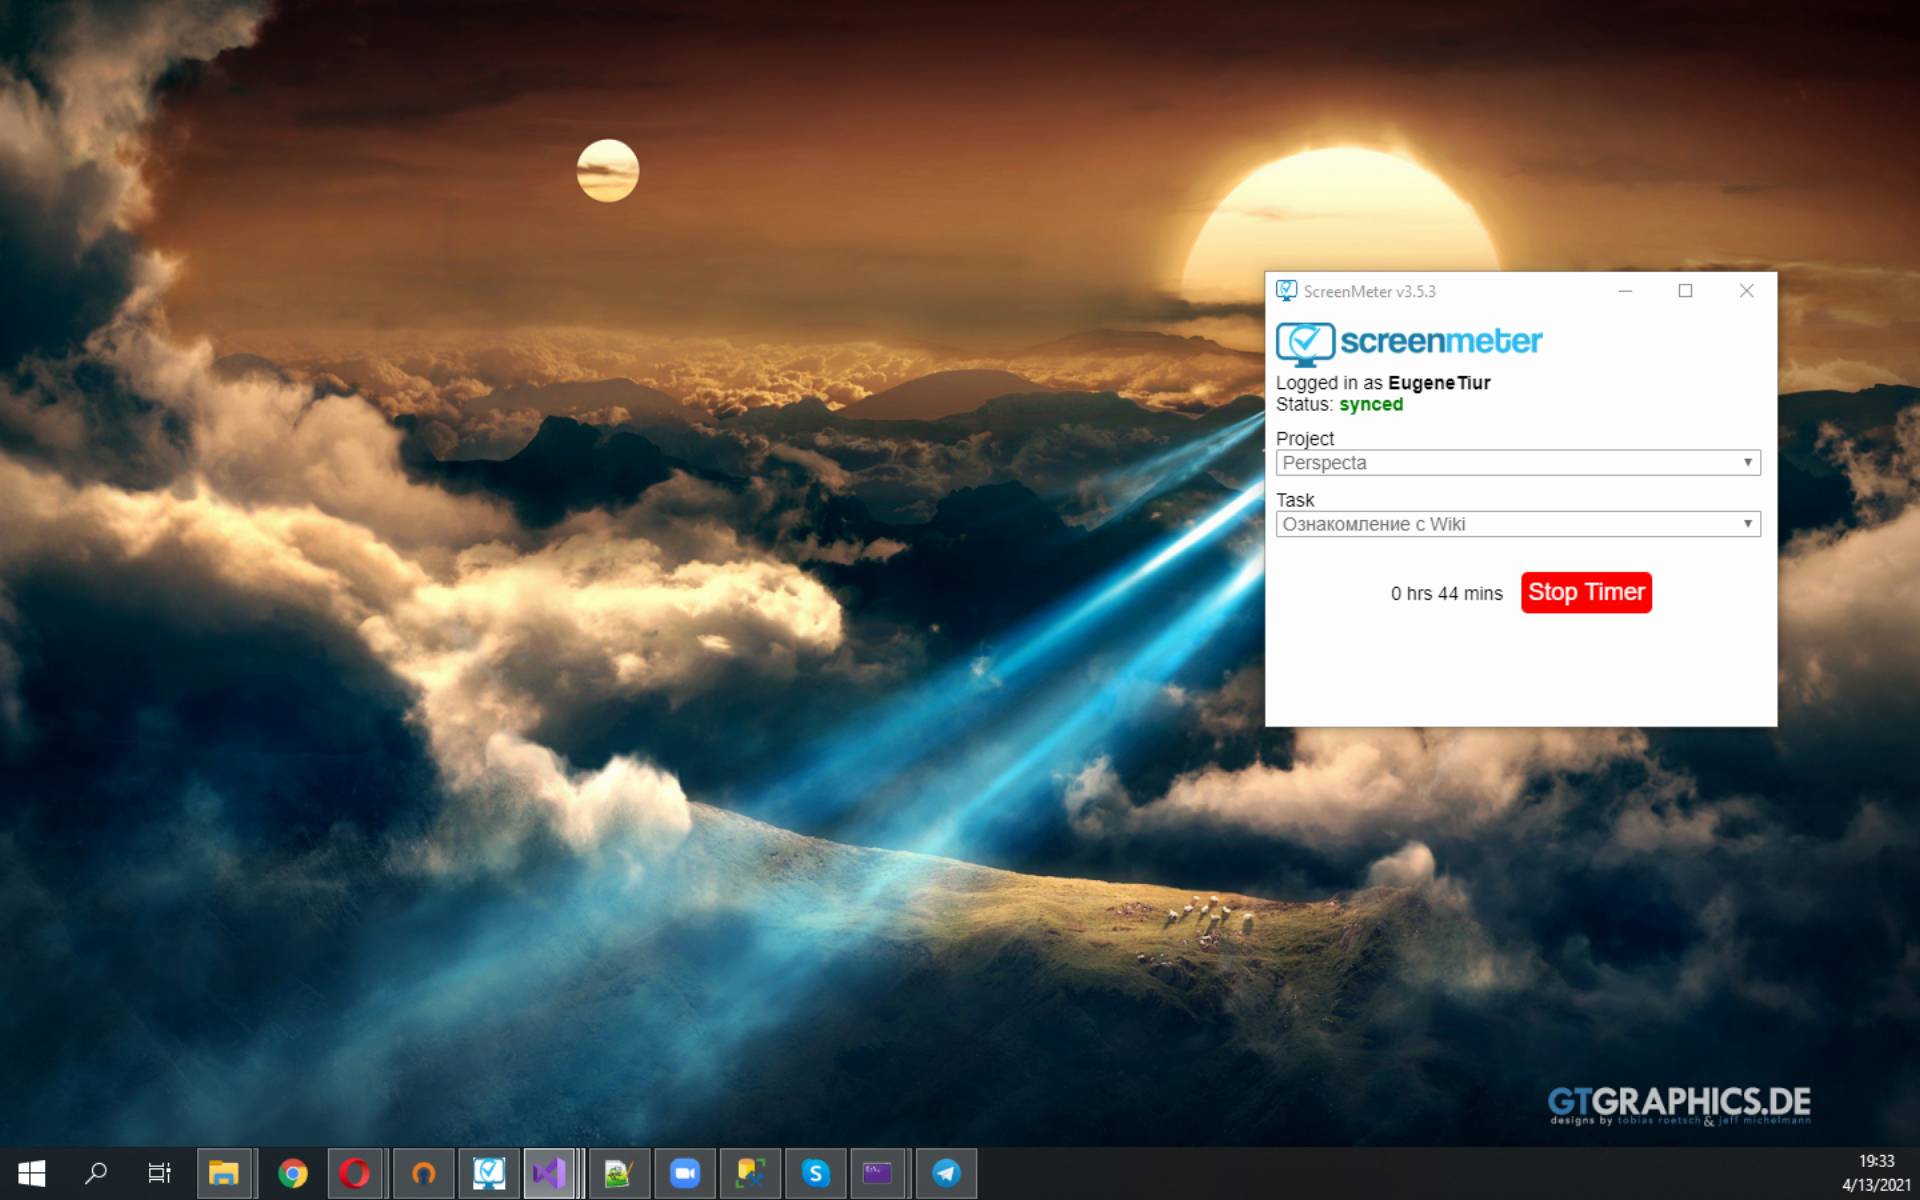 ScreenMeter v3.5.3
screenmeter
Logged in as EugeneTiur
Status: synced
Project
Perspecta
Task
Ознакомление с Wiki
0 hrs 44 mins
Stop Timer
GTGRAPHICS.DE
designs by tobias roetsch & jeff michelmann
19:33
4/13/2021